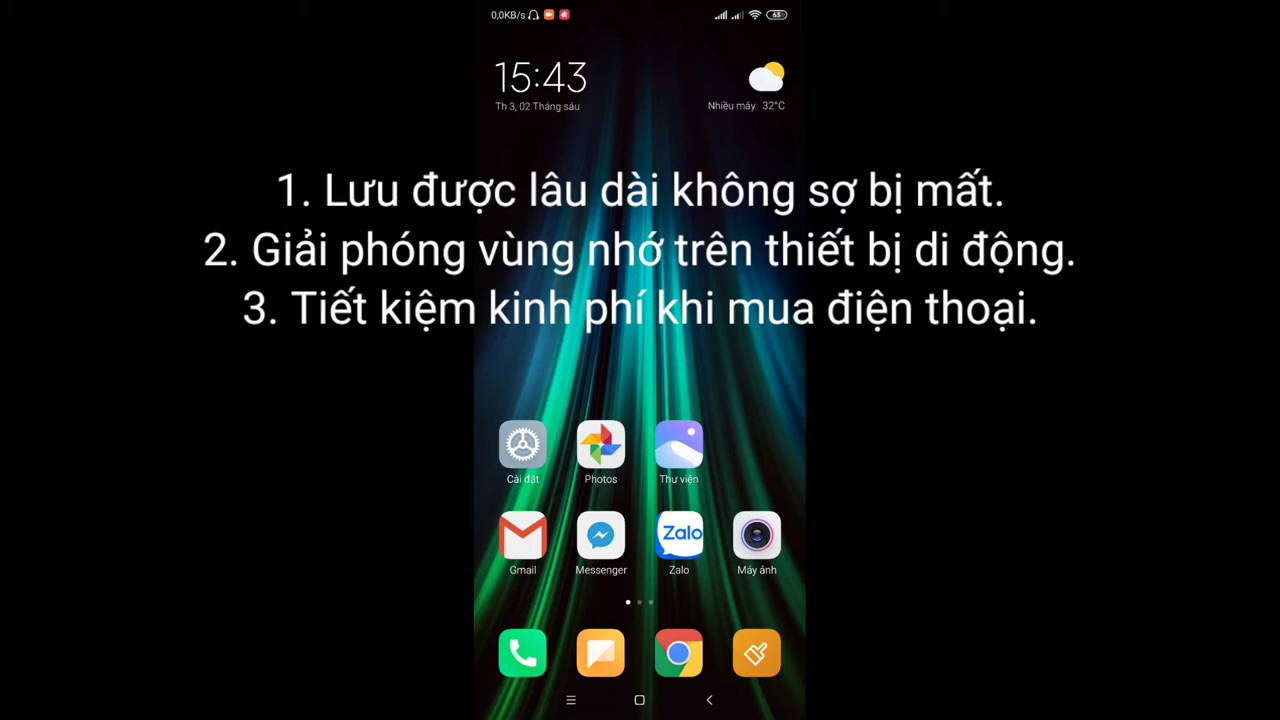 0,0KB/s
63
15:43
Th 3, 02 Tháng sáu
Nhiều mây 32°C
1. Lưu được lâu dài không sợ bị mất.
2. Giải phóng vùng nhớ trên thiết bị di động.
3. Tiết kiệm kinh phí khi mua điện thoại.
Cài đặt
Photos
Thư viện
Zalo
Gmail
Messenger
Zalo
Máy ảnh